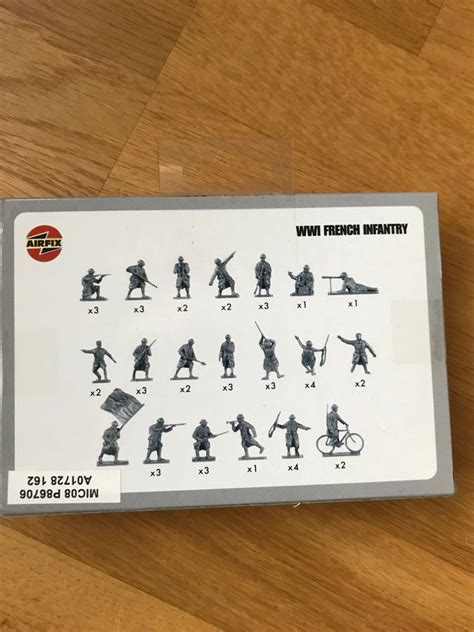 AIRFIX
WWI FRENCH INFANTRY
x3 x3 x2 x2 x3 x1 x1
x2 x3 x2 x3 x3 x4 x2
x3 x3 x1 x4 x2
MIC08 P86706
A01728 162